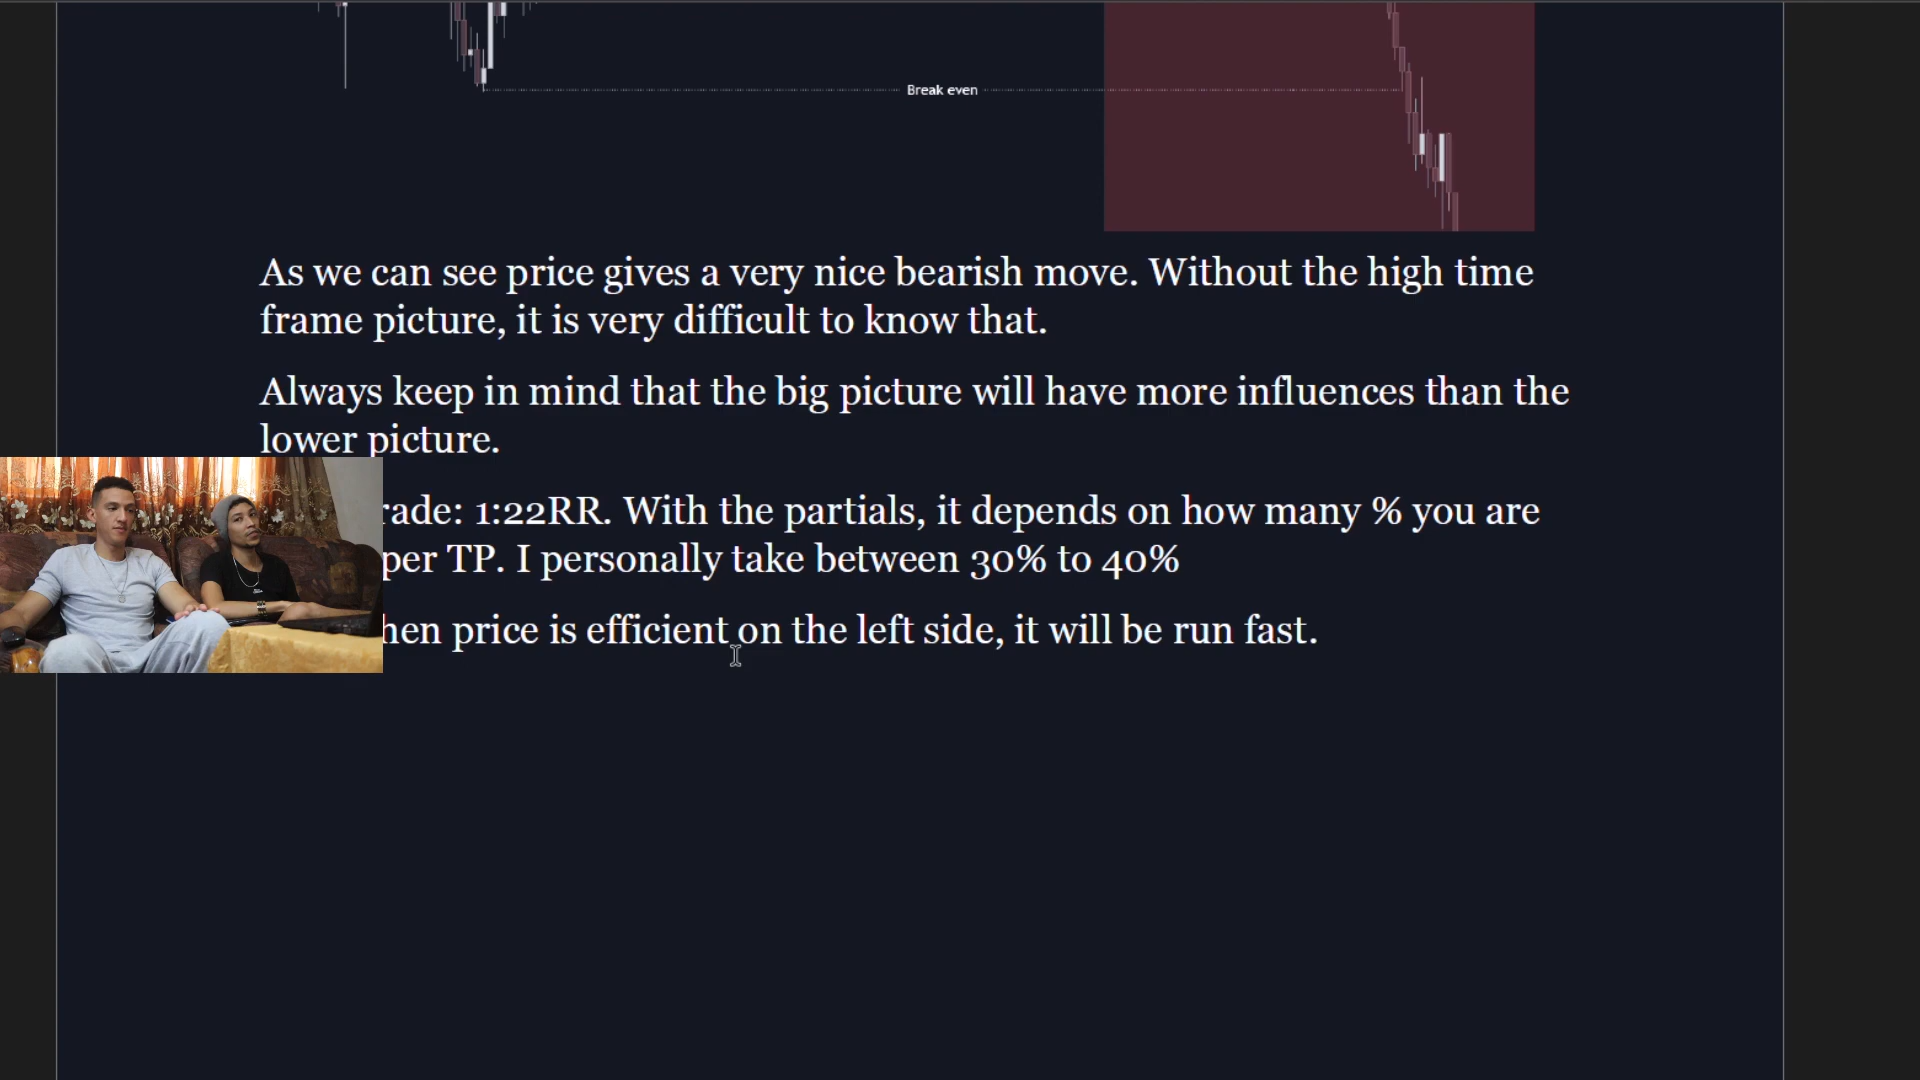 Break even
As we can see price gives a very nice bearish move. Without the high time
frame picture, it is very difficult to know that.
Always keep in mind that the big picture will have more influences than the
lower picture.
rade: 1:22RR. With the partials, it depends on how many % you are
per TP. I personally take between 30% to 40%
hen price is efficient on the left side, it will be run fast.